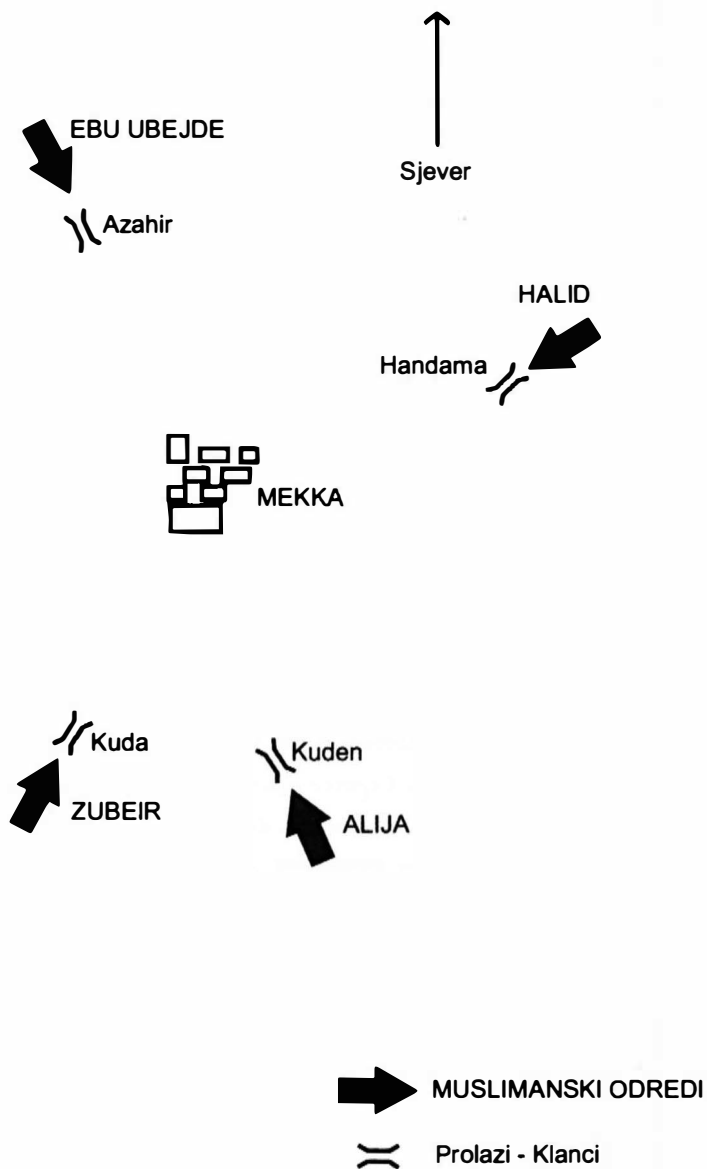 EBU UBEJDE
Sjever
Azahir
HALID
Handama
MEKKA
Kuda
Kuden
ZUBEIR
ALIJA
MUSLIMANSKI ODREDI
Prolazi - Klanci